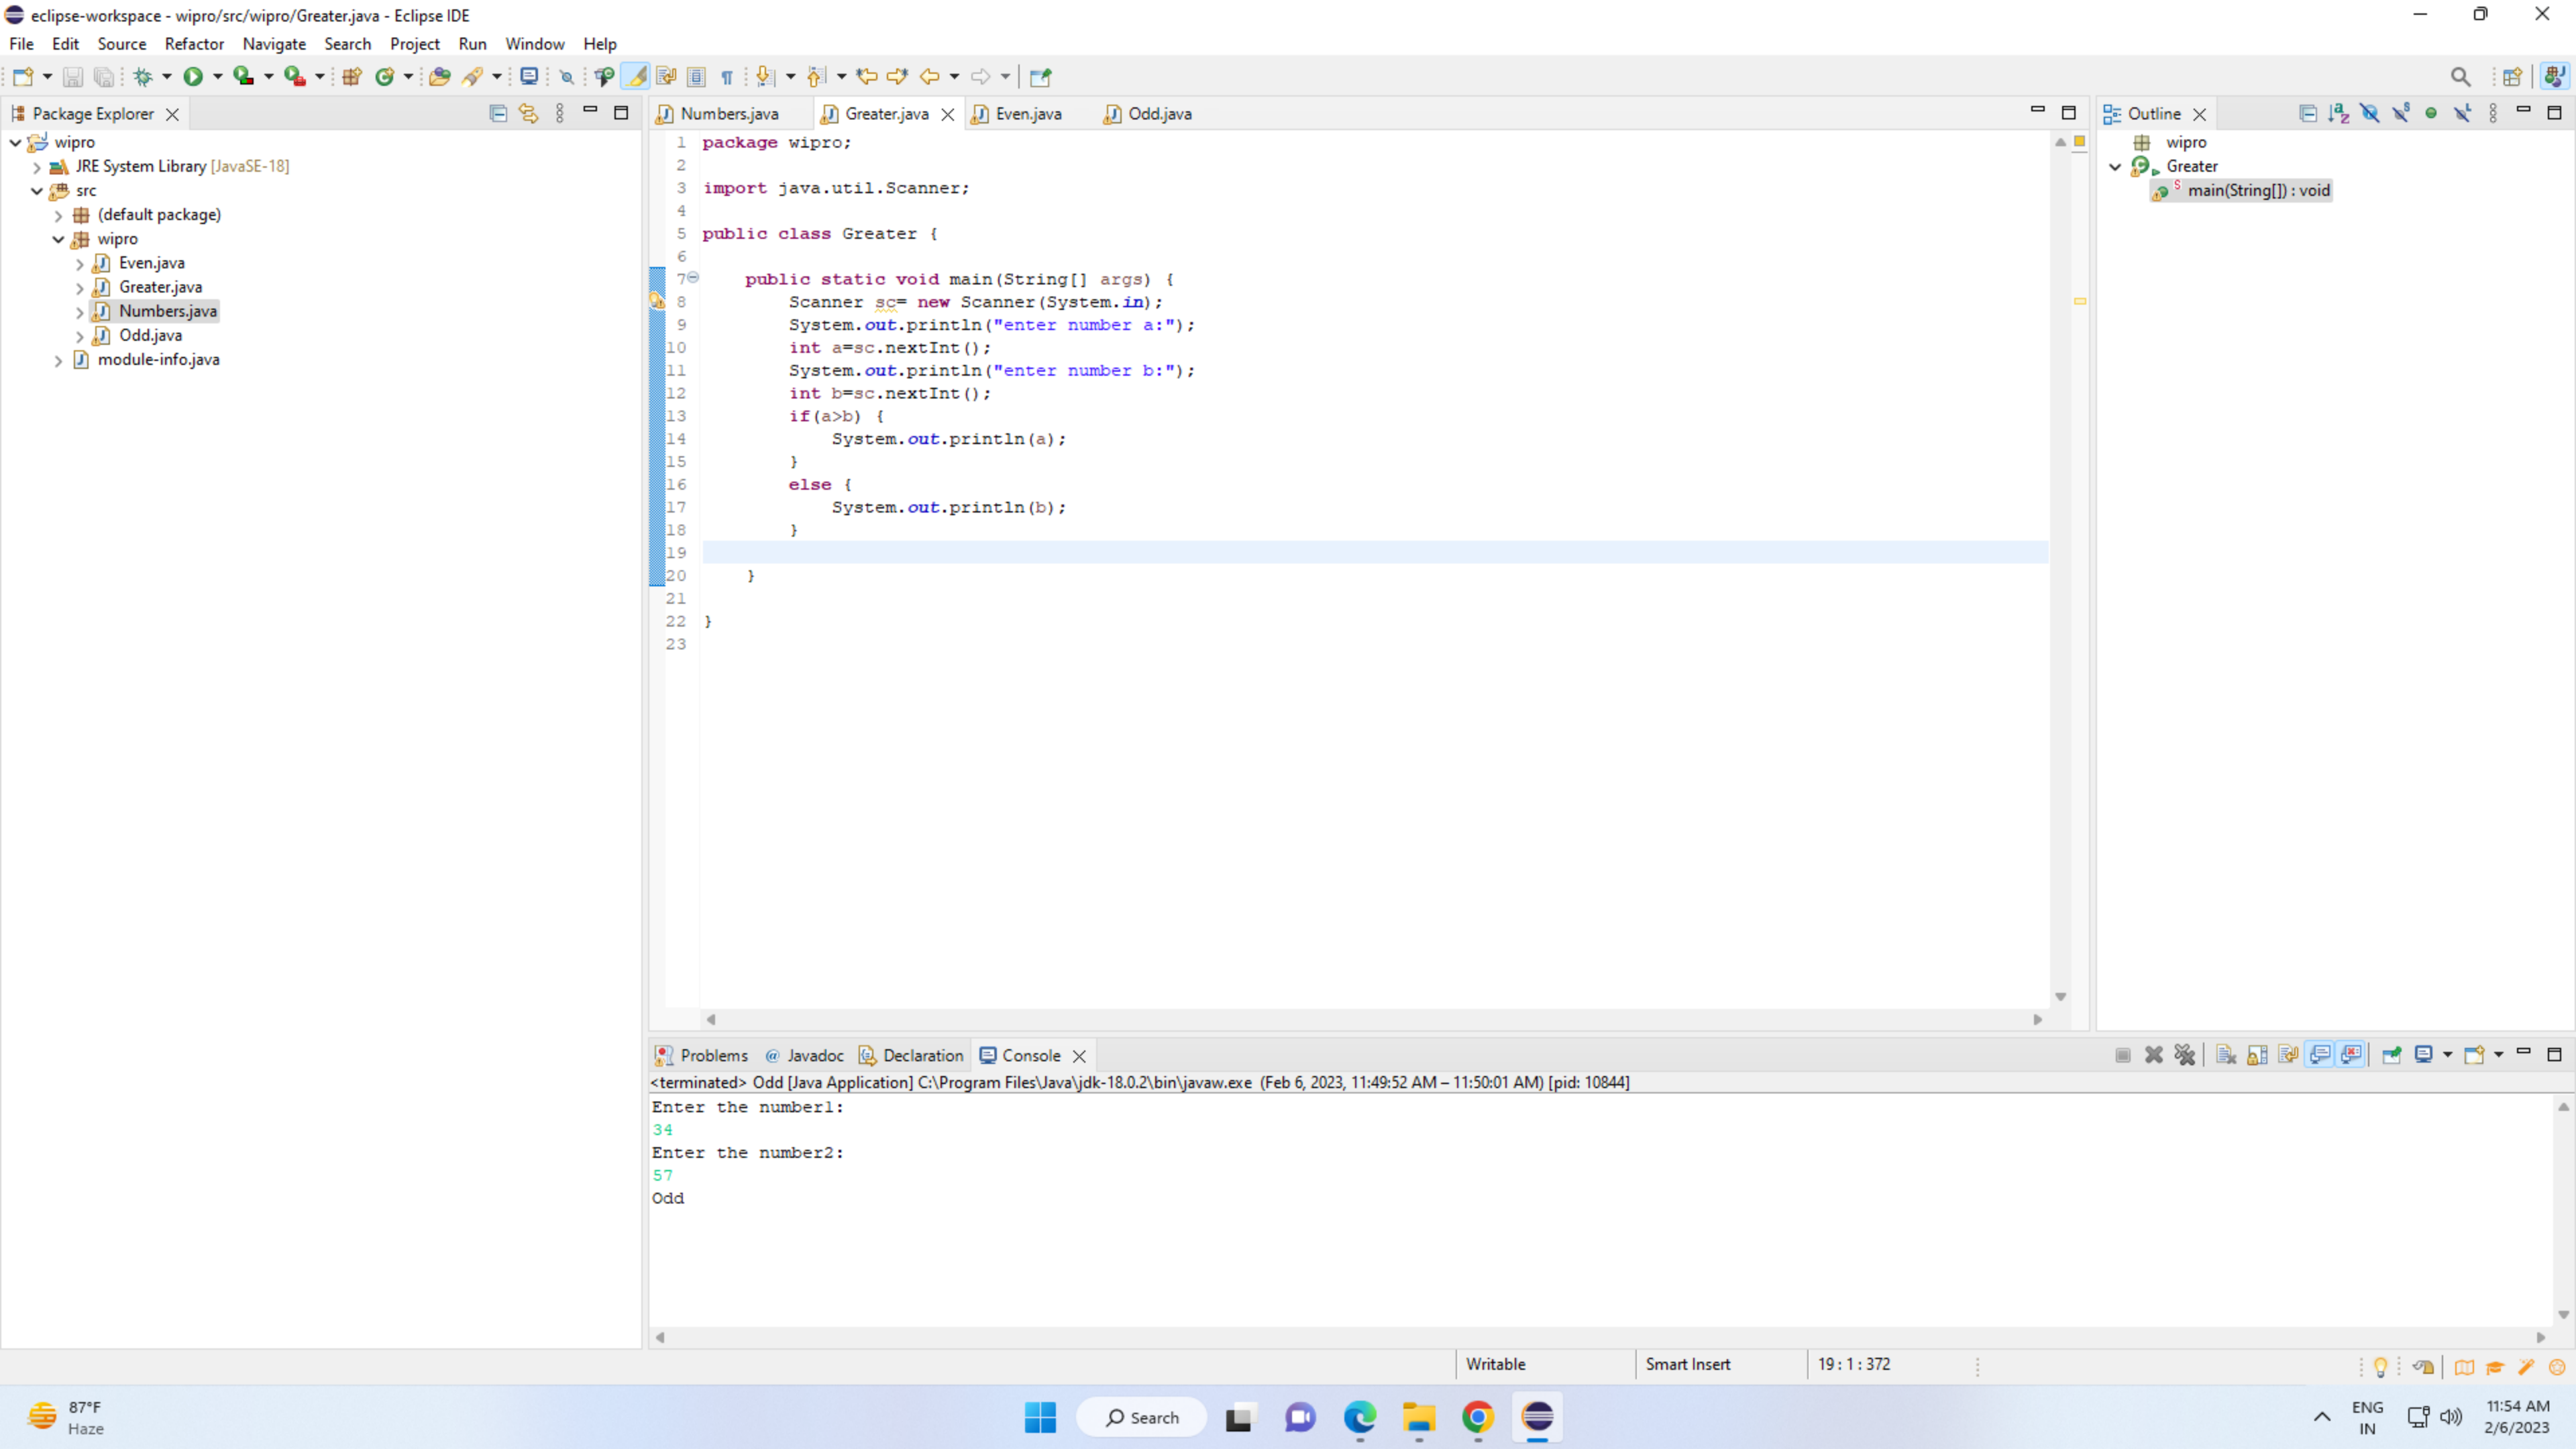 eclipse-workspace - wipro/src/wipro/Greater.java - Eclipse IDE
File Edit Source Refactor Navigate Search Project Run Window Help
Package Explorer
wipro
JRE System Library [JavaSE-18]
src
(default package)
wipro
Even.java
Greater.java
Numbers.java
Odd.java
module-info.java
Numbers.java Greater.java Even.java Odd.java
1 package wipro;
2
3 import java.util.Scanner;
4
5 public class Greater {
6
7 public static void main(String[] args) {
8 Scanner sc= new Scanner(System.in);
9 System.out.println("enter number a:");
10 int a=sc.nextInt();
11 System.out.println("enter number b:");
12 int b=sc.nextInt();
13 if(a>b) {
14 System.out.println(a);
15 }
16 else {
17 System.out.println(b);
18 }
19
20 }
21
22 }
23
Outline
wipro
Greater
main(String[]) : void
Problems @ Javadoc Declaration Console
<terminated> Odd [Java Application] C:\Program Files\Java\jdk-18.0.2\bin\javaw.exe (Feb 6, 2023, 11:49:52 AM – 11:50:01 AM) [pid: 10844]
Enter the number1:
34
Enter the number2:
57
Odd
Writable Smart Insert 19 : 1 : 372
87°F
Haze
Search
ENG
IN
11:54 AM
2/6/2023